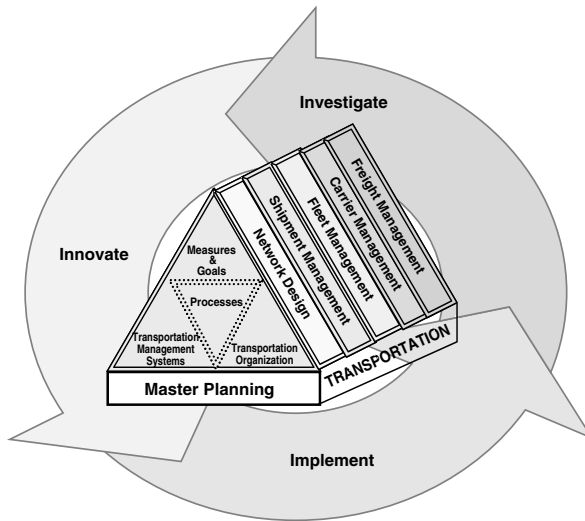 Investigate
Innovate
Implement
Measures
&
Goals
Processes
Transportation
Management
Systems
Transportation
Organization
Master Planning
Network Design
Shipment Management
Fleet Management
Carrier Management
Freight Management
TRANSPORTATION